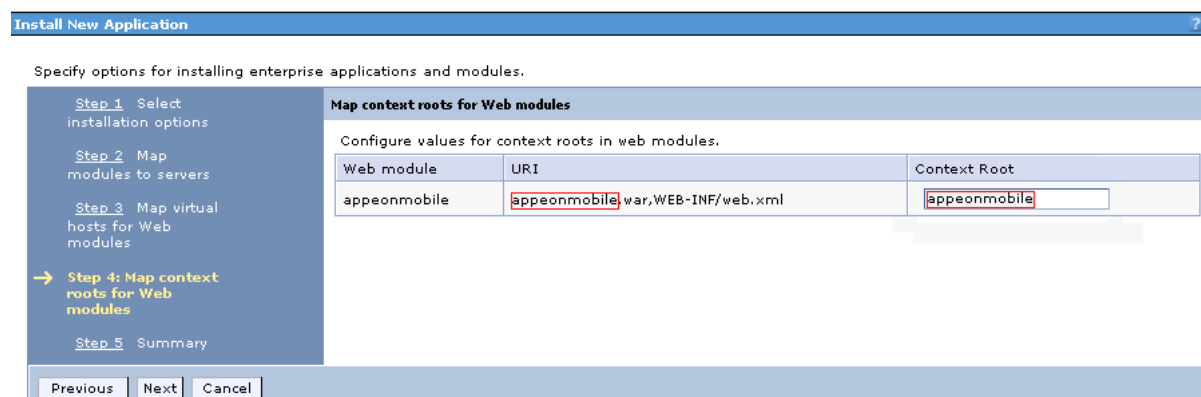 Install New Application
?
Specify options for installing enterprise applications and modules.
Step 1 Select
installation options
Step 2 Map
modules to servers
Step 3 Map virtual
hosts for Web
modules
Step 4: Map context
roots for Web
modules
Step 5 Summary
Map context roots for Web modules
Configure values for context roots in web modules.
Web module URI Context Root
appeonmobile appeonmobile.war,WEB-INF/web.xml appeonmobile
Previous Next Cancel